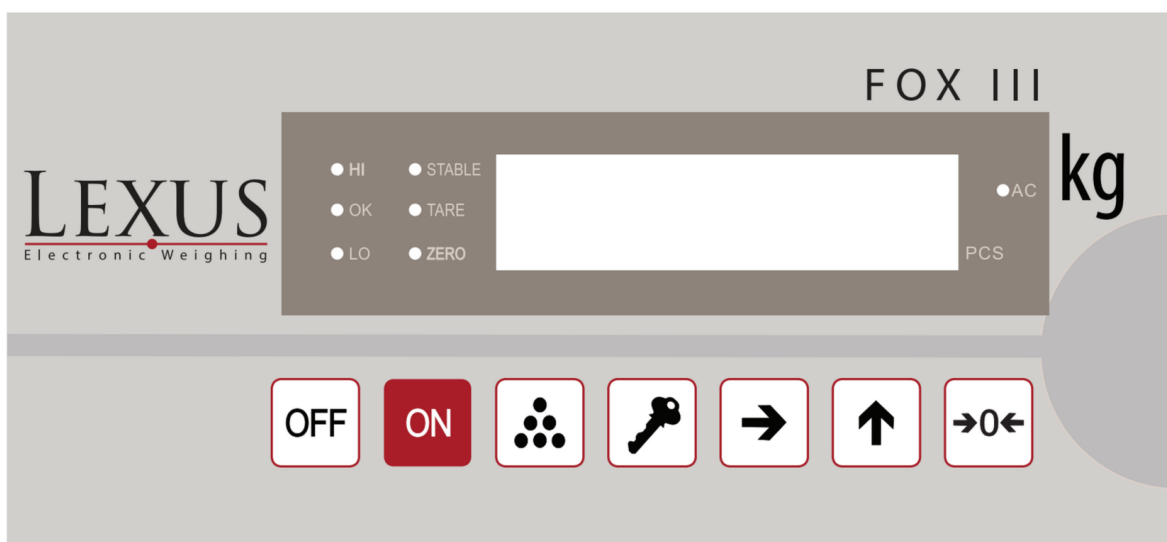 FOX III
LEXUS
Electronic Weighing
HI
STABLE
OK
TARE
LO
ZERO
AC
PCS
kg
OFF
ON
→
↑
→0←